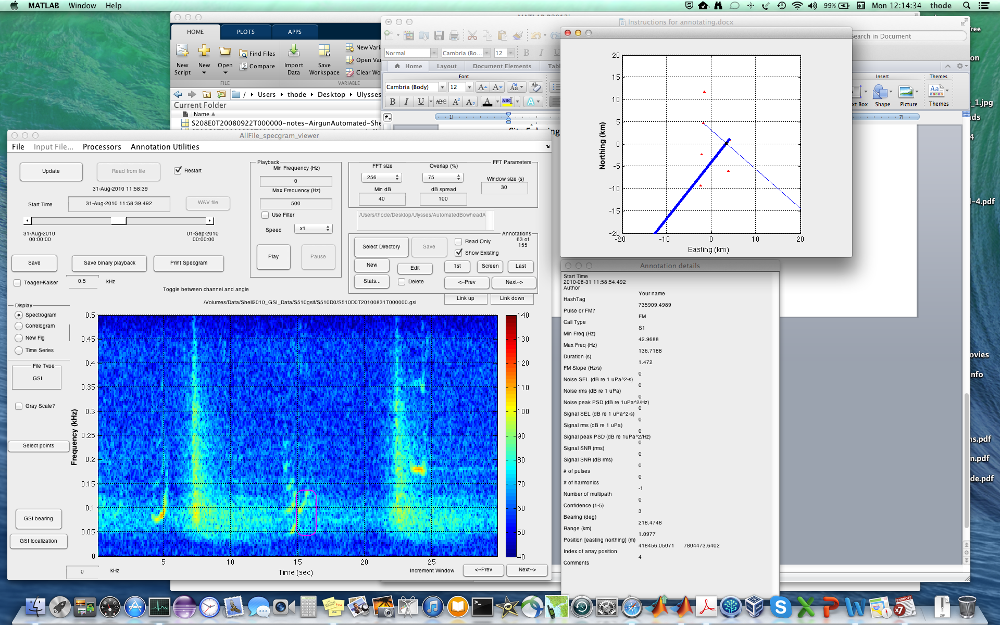 MATLAB Window Help
99% Mon 12:14:34 thode
Instructions for annotating.docx
HOME PLOTS APPS
Search in Document
New Script
New
Open
Find Files
Compare
Import Data
Save Workspace
New Varia
Open Var
Clear Wo
FILE VARIABLE
Normal Cambria (Bo... 12 B I U
Home Layout Document Elements Tabl
Font Insert Themes
Cambria (Body) 12
B I U ABC A² A₂ A ABC A
xt Box Shape Picture Themes
/ Users thode Desktop Ulysses
Current Folder
Name
S208E0T20080922T000000-notes-AirgunAutomated-She
AllFile_specgram_viewer
File Input File... Processors Annotation Utilities
Update Read from file Restart
31-Aug-2010 11:58:39
Start Time 31-Aug-2010 11:58:39.492 WAV file
31-Aug-2010 00:00:00
01-Sep-2010 00:00:00
Save Save binary playback Print Specgram
Teager-Kaiser 0.5 kHz
Toggle between channel and angle
Playback
Min Frequency (Hz)
0
Max Frequency (Hz)
500
Use Filter
Speed x1
Play Pause
FFT Parameters
FFT size Overlap (%)
256 75
Window size (s)
30
Min dB dB spread
40 100
/Users/thode/Desktop/Ulysses/AutomatedBowheadA
Annotations
63 of 155
Select Directory Save Read Only
Show Existing
New Edit 1st Screen Last
Stats... Delete <--Prev Next-->
Link up Link down
/Volumes/Data/Shell2010_GSI_Data/S510gsif/S510D0/S510D0T20100831T000000.gsi
Display
Spectrogram
Correlogram
New Fig
Time Series
File Type
GSI
Gray Scale?
Select points
GSI bearing
GSI localization
Frequency (kHz)
0.5
0.45
0.4
0.35
0.3
0.25
0.2
0.15
0.1
0.05
0
5 10 15 20 25
Time (sec)
140
130
120
110
100
90
80
70
60
50
40
0 kHz
Increment Window <--Prev Next-->
Northing (km)
20
15
10
5
0
-5
-10
-15
-20
-20 -10 0 10 20
Easting (km)
Annotation details
Start Time
2010-08-31 11:58:54.492
Author
Your name
HashTag
735909.4989
Pulse or FM?
FM
Call Type
S1
Min Freq (Hz)
42.9688
Max Freq (Hz)
136.7188
Duration (s)
1.472
FM Slope (Hz/s)
0
Noise SEL (dB re 1 uPa^2-s)
0
Noise rms (dB re 1 uPa)
0
Noise peak PSD (dB re 1uPa^2/Hz)
0
Signal SEL (dB re 1 uPa^2-s)
0
Signal rms (dB re 1 uPa)
0
Signal peak PSD (dB re 1uPa^2/Hz)
0
Signal SNR (rms)
0
Signal SNR (dB rms)
0
# of pulses
0
# of harmonics
-1
Number of multipath
0
Confidence (1-5)
3
Bearing (deg)
218.4748
Range (km)
1.0977
Position [easting northing] (m)
418456.05071 7804473.6402
Index of array position
4
Comments
ree
on
_1.jpg
ds
4
l-4.pdf
ovies
nfo
ns.pdf
n.pdf
de.pdf
ZIP